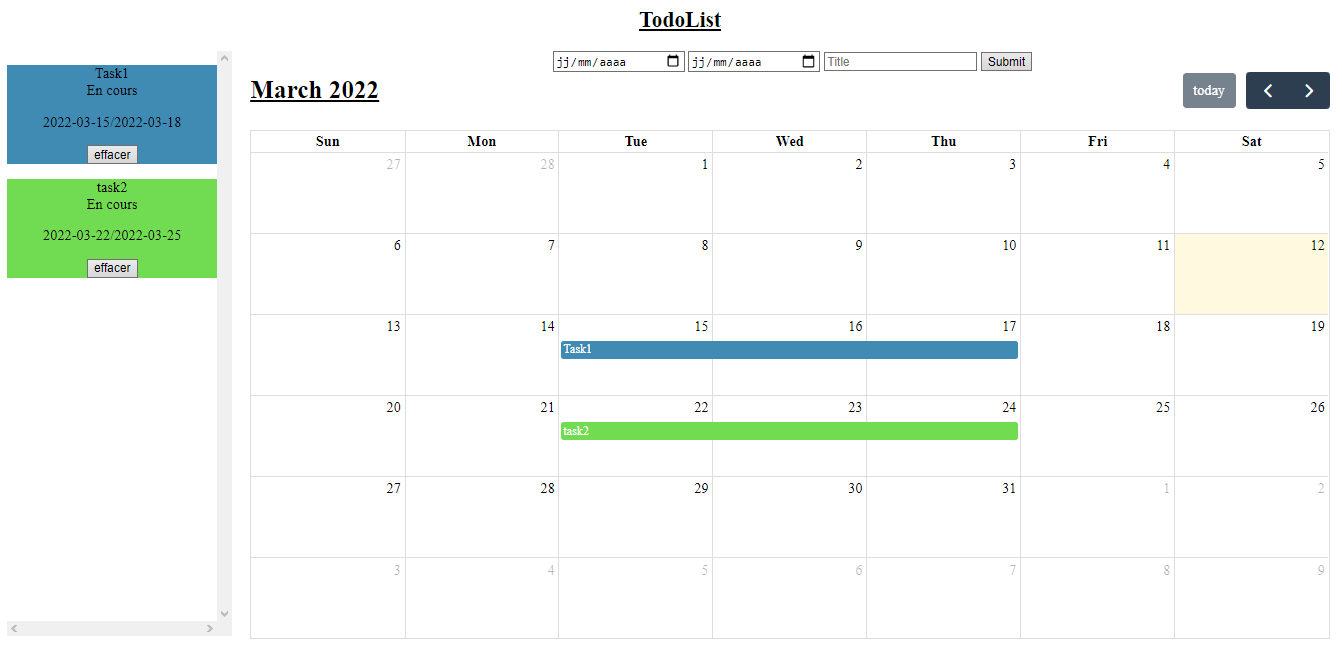 TodoList
jj/mm/aaaa jj/mm/aaaa Title Submit
Task1
En cours
2022-03-15/2022-03-18
effacer
task2
En cours
2022-03-22/2022-03-25
effacer
March 2022
today
Sun Mon Tue Wed Thu Fri Sat
27 28 1 2 3 4 5
6 7 8 9 10 11 12
13 14 15 16 17 18 19
Task1
20 21 22 23 24 25 26
task2
27 28 29 30 31 1 2
3 4 5 6 7 8 9